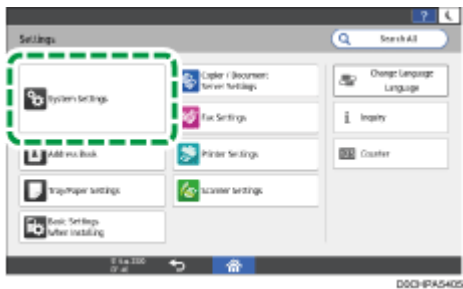 Settings
Search All
System Settings
Copier / Document
Server Settings
Change Language
Language
Fax Settings
Inquiry
Address Book
Printer Settings
Counter
Tray/Paper Settings
Scanner Settings
Basic Settings
When Installing
D0CHPA5405